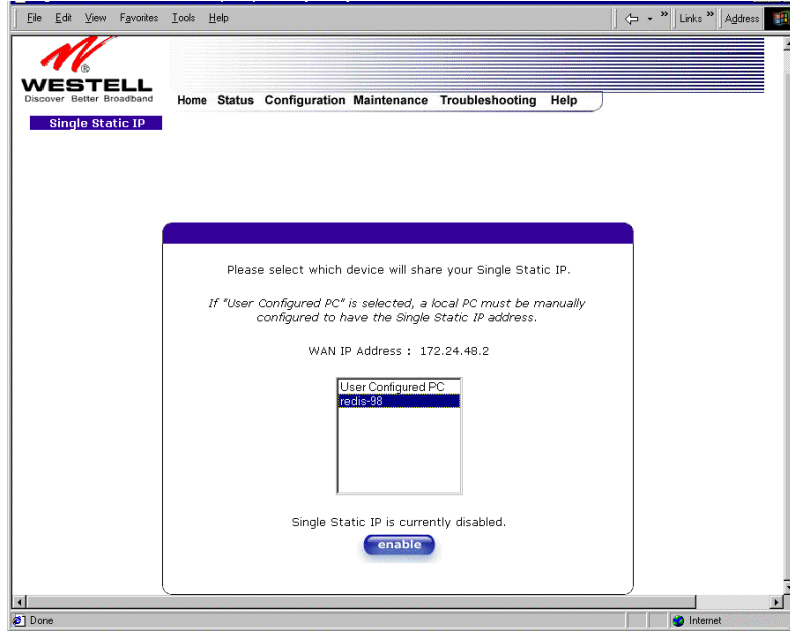 File Edit View Favorites Tools Help
Links » Address
WESTELL
®
Discover Better Broadband
Home Status Configuration Maintenance Troubleshooting Help
Single Static IP
Please select which device will share your Single Static IP.
If "User Configured PC" is selected, a local PC must be manually
configured to have the Single Static IP address.
WAN IP Address : 172.24.48.2
User Configured PC
redis-98
Single Static IP is currently disabled.
enable
Done
Internet